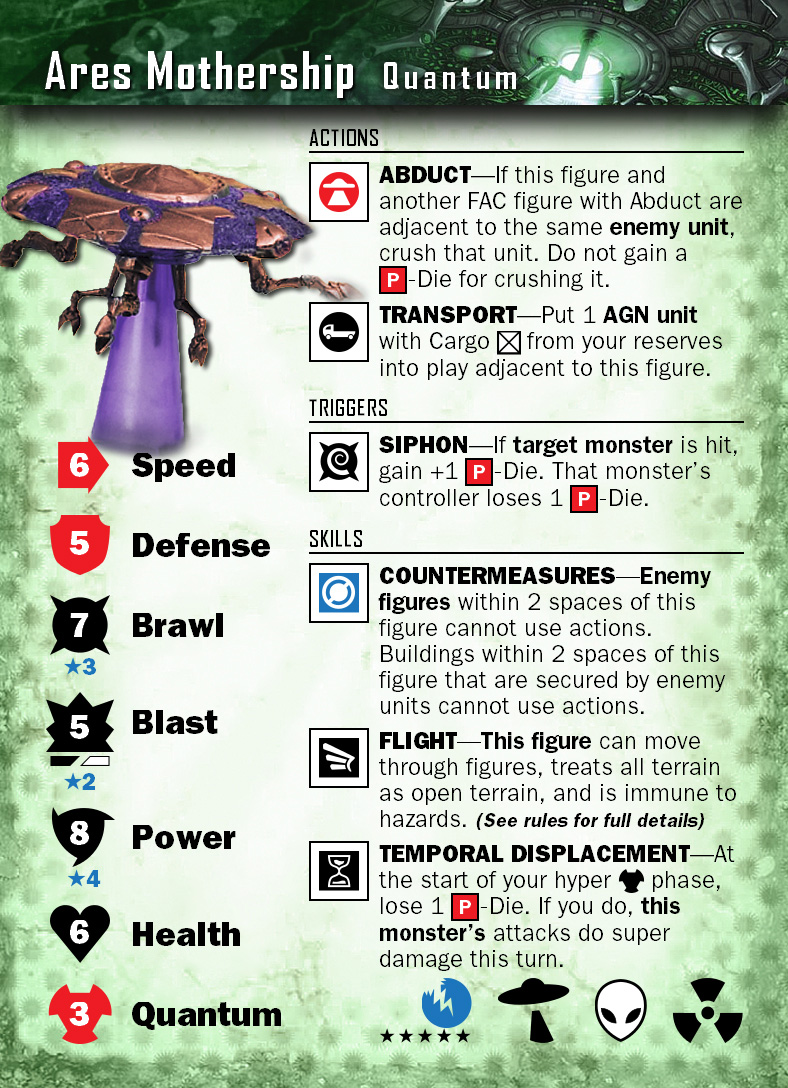 Ares Mothership Quantum
ACTIONS
ABDUCT—If this figure and
another FAC figure with Abduct are
adjacent to the same enemy unit,
crush that unit. Do not gain a
P-Die for crushing it.
TRANSPORT—Put 1 AGN unit
with Cargo from your reserves
into play adjacent to this figure.
TRIGGERS
SIPHON—If target monster is hit,
gain +1 P-Die. That monster's
controller loses 1 P-Die.
SKILLS
COUNTERMEASURES—Enemy
figures within 2 spaces of this
figure cannot use actions.
Buildings within 2 spaces of this
figure that are secured by enemy
units cannot use actions.
FLIGHT—This figure can move
through figures, treats all terrain
as open terrain, and is immune to
hazards. (See rules for full details)
TEMPORAL DISPLACEMENT—At
the start of your hyper phase,
lose 1 P-Die. If you do, this
monster's attacks do super
damage this turn.
6 Speed
5 Defense
7 Brawl
★3
5 Blast
★2
8 Power
★4
6 Health
3 Quantum
★★★★★